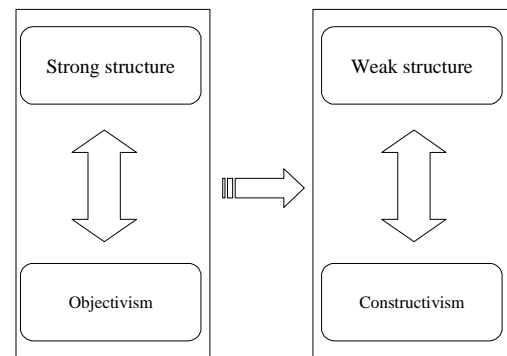 Strong structure
Weak structure
Objectivism
Constructivism